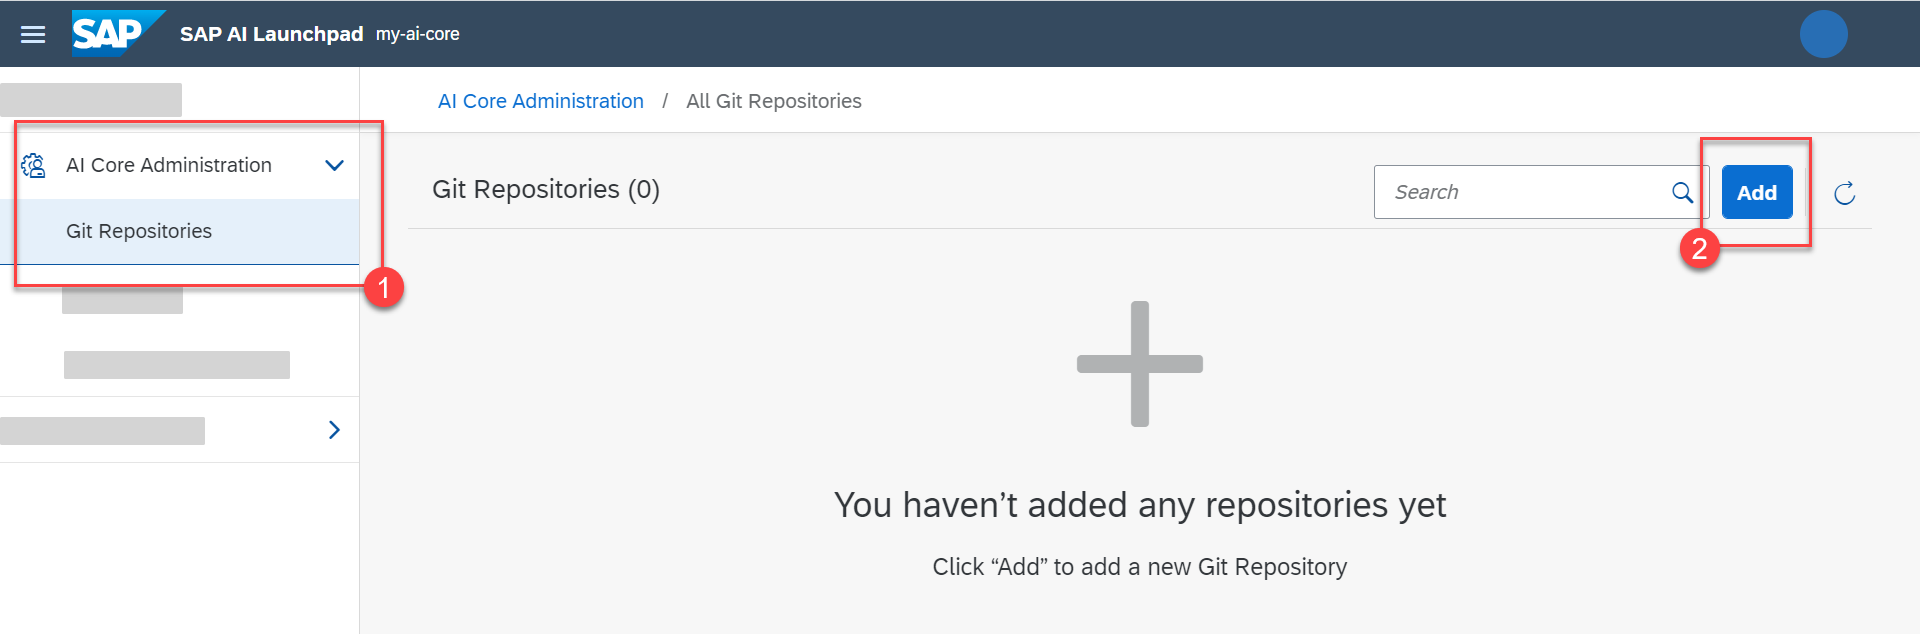 SAP SAP AI Launchpad my-ai-core
AI Core Administration / All Git Repositories
AI Core Administration
Git Repositories
1
Git Repositories (0)
Search
Add
2
You haven’t added any repositories yet
Click “Add” to add a new Git Repository